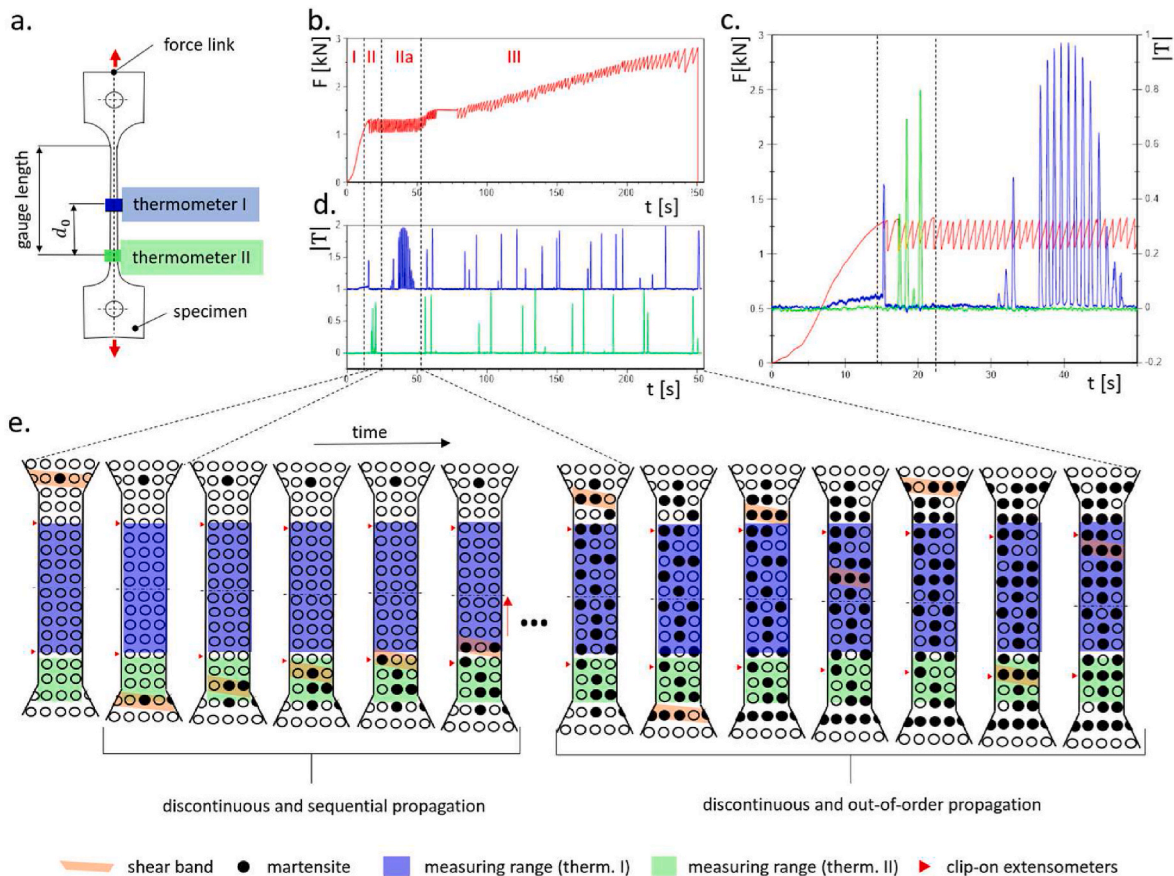 a.
force link
gauge length
d₀
thermometer I
thermometer II
specimen
b.
F [kN]
3
2
1
0
I II IIa III
0 50 100 150 200 250
t [s]
d.
|T|
2
1.5
1
0.5
0
0 50 100 150 200 250
t [s]
c.
F[kN]
3
2.5
2
1.5
1
0.5
0
0 10 20 30 40
t [s]
|T|
1
0.8
0.6
0.4
0.2
0
-0.2
e.
time
...
discontinuous and sequential propagation
discontinuous and out-of-order propagation
shear band martensite measuring range (therm. I) measuring range (therm. II) clip-on extensometers